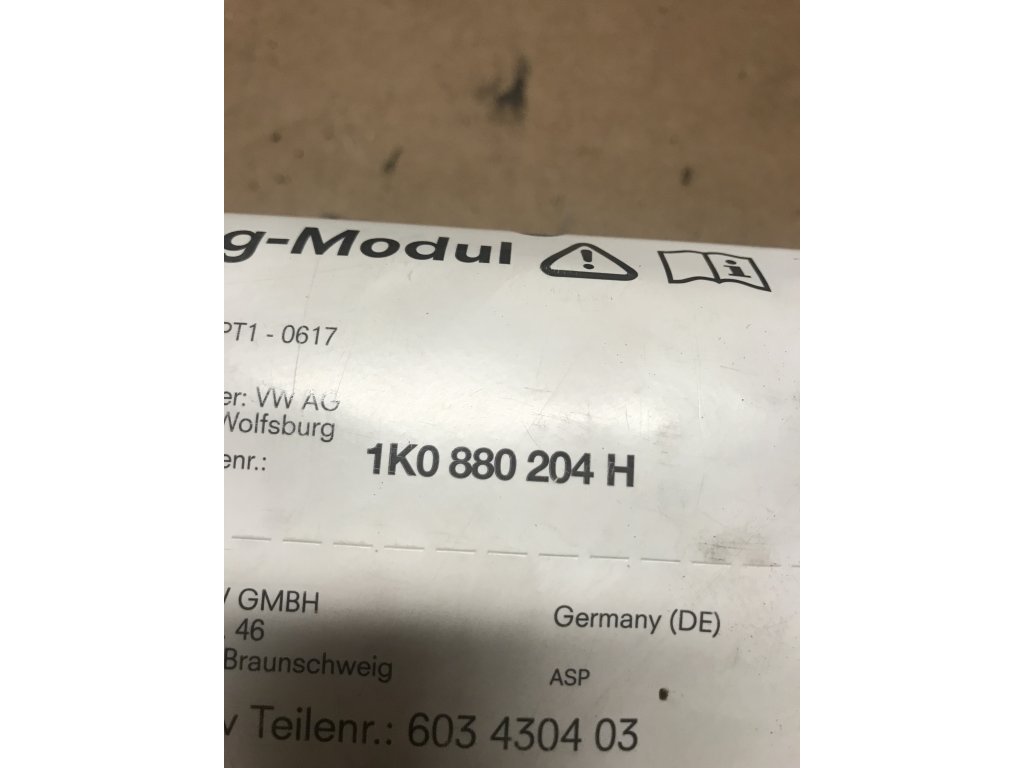 g-Modul
PT1 - 0617
er: VW AG
Wolfsburg
enr.: 1K0 880 204 H
V GMBH
. 46
Braunschweig
Germany (DE)
ASP
v Teilenr.: 603 4304 03